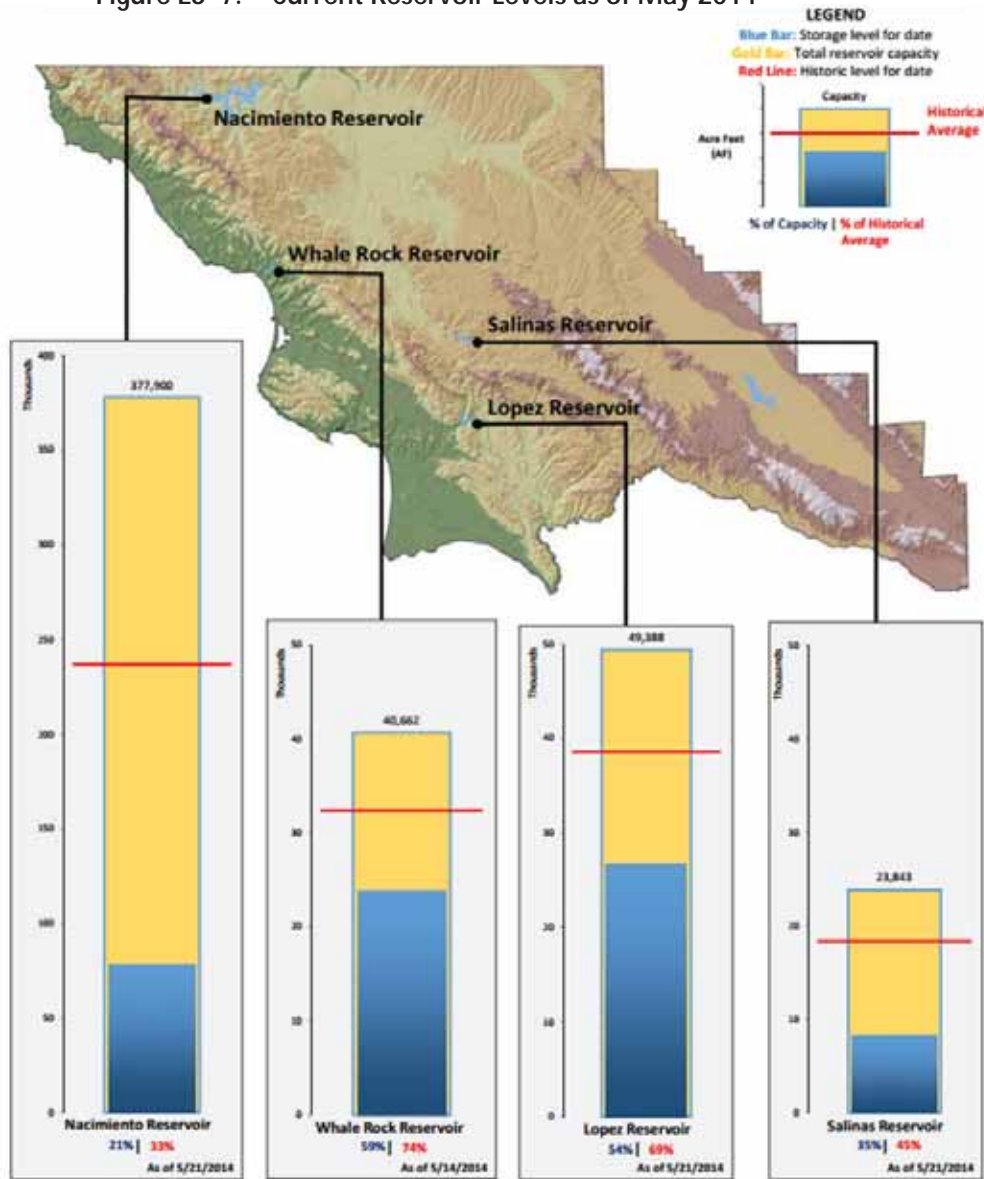 Figure ES-7. Current Reservoir Levels as of May 2014
LEGEND
Blue Bar: Storage level for date
Gold Bar: Total reservoir capacity
Red Line: Historic level for date
Capacity
Acre Feet
(AF)
Historical
Average
% of Capacity | % of Historical
Average
Nacimiento Reservoir
Whale Rock Reservoir
Salinas Reservoir
Lopez Reservoir
Thousands
400
377,900
350
300
250
200
150
100
50
0
Nacimiento Reservoir
21% | 33%
As of 5/21/2014
Thousands
50
40,662
40
30
20
10
0
Whale Rock Reservoir
59% | 74%
As of 5/14/2014
Thousands
50
49,388
40
30
20
10
0
Lopez Reservoir
54% | 69%
As of 5/21/2014
Thousands
50
40
30
23,843
20
10
0
Salinas Reservoir
35% | 45%
As of 5/21/2014